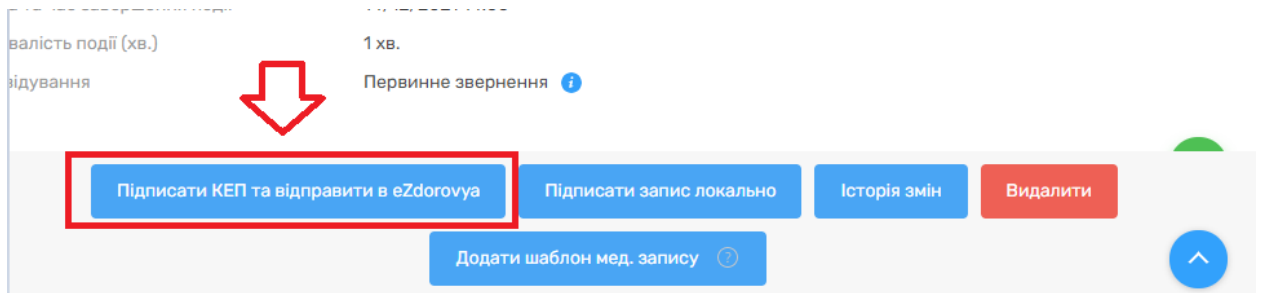 валість події (хв.) 1 хв.
відування Первинне звернення
Підписати КЕП та відправити в eZdorovya Підписати запис локально Історія змін Видалити
Додати шаблон мед. запису ?